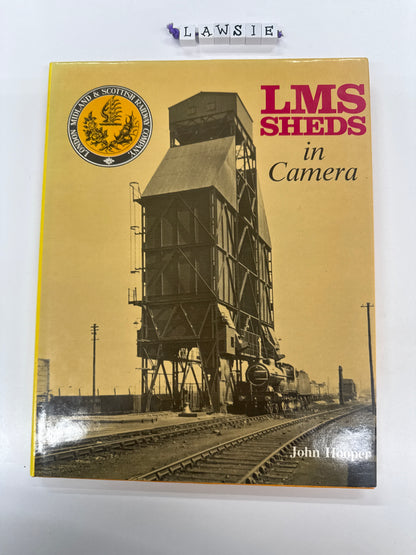 LAWSIE
LONDON MIDLAND & SCOTTISH RAILWAY COMPANY
LMS
SHEDS
in
Camera
John Hooper